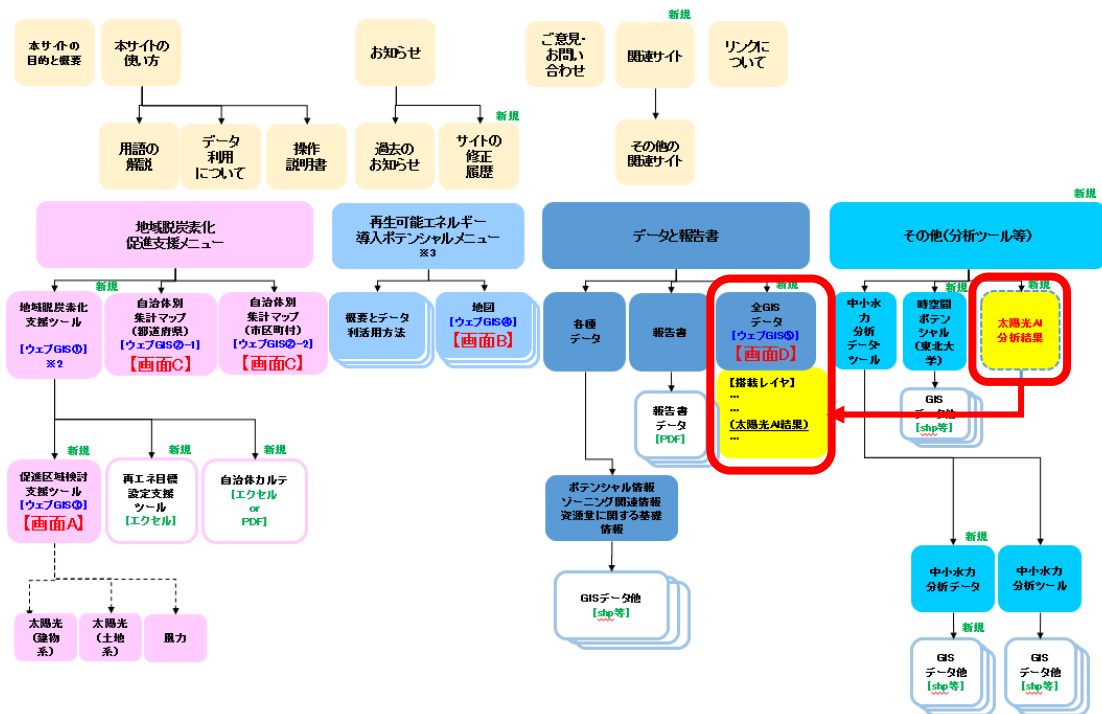 新規
本サイトの
目的と概要
本サイトの
使い方
お知らせ
ご意見・
お問い
合わせ
関連サイト
リンクに
ついて
用語の
解説
データ
利用
について
操作
説明書
過去の
お知らせ
新規
サイトの
修正
履歴
その他の
関連サイト
新規
地域脱炭素化
促進支援メニュー
再生可能エネルギー
導入ポテンシャルメニュー
※3
データと報告書
その他(分析ツール等)
新規
地域脱炭素化
支援ツール
[ウェブGIS①]
※2
自治体別
集計マップ
(都道府県)
[ウェブGIS②-1]
【画面C】
自治体別
集計マップ
(市区町村)
[ウェブGIS②-2]
【画面C】
概要とデータ
利活用方法
地図
[ウェブGIS④]
【画面B】
各種
データ
報告書
新規
全GIS
データ
[ウェブGIS⑤]
【画面D】
【搭載レイヤ】
…
…
(太陽光AI結果)
…
中小水
力
分析
データ・
ツール
新規
時空間
ポテン
シャル
(東北大
学)
新規
太陽光AI
分析結果
報告書
データ
[PDF]
GIS
データ他
[shp等]
新規
促進区域検討
支援ツール
[ウェブGIS③]
【画面A】
新規
再エネ目標
設定支援
ツール
[エクセル]
新規
自治体カルテ
[エクセル
or
PDF]
ポテンシャル情報
ゾーニング関連情報
資源量に関する基礎
情報
GISデータ他
[shp等]
新規
中小水力
分析データ
中小水力
分析ツール
太陽光
(建物
系)
太陽光
(土地
系)
風力
新規
GIS
データ他
[shp等]
GIS
データ他
[shp等]